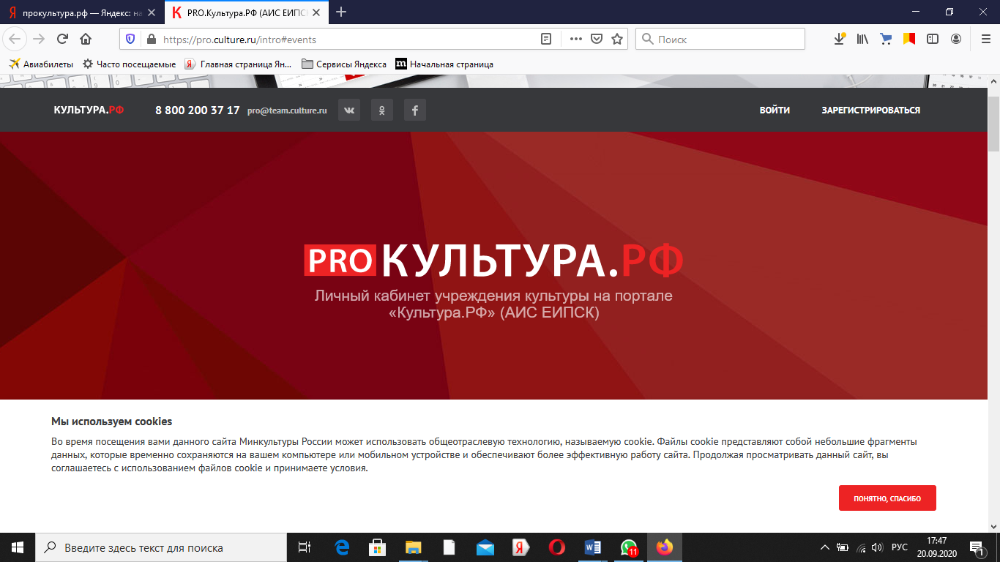 прокультура.рф — Яндекс: на
PRO.Культура.РФ (АИС ЕИПСК
https://pro.culture.ru/intro#events
Поиск
Авиабилеты
Часто посещаемые
Главная страница Ян...
Сервисы Яндекса
Начальная страница
КУЛЬТУРА.РФ
8 800 200 37 17
pro@team.culture.ru
ВОЙТИ
ЗАРЕГИСТРИРОВАТЬСЯ
PRO КУЛЬТУРА.РФ
Личный кабинет учреждения культуры на портале
«Культура.РФ» (АИС ЕИПСК)
Мы используем cookies
Во время посещения вами данного сайта Минкультуры России может использовать общеотраслевую технологию, называемую cookie. Файлы cookie представляют собой небольшие фрагменты
данных, которые временно сохраняются на вашем компьютере или мобильном устройстве и обеспечивают более эффективную работу сайта. Продолжая просматривать данный сайт, вы
соглашаетесь с использованием файлов cookie и принимаете условия.
ПОНЯТНО, СПАСИБО
Введите здесь текст для поиска
11
РУС
17:47
20.09.2020
1